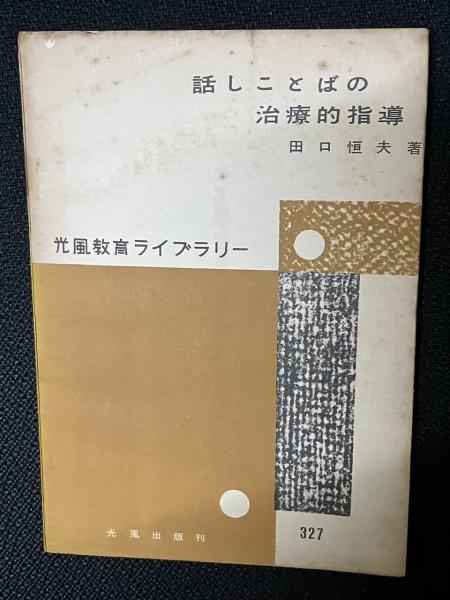 話しことばの
治療的指導
田口恒夫著
光風教育ライブラリー
光風出版刊
327